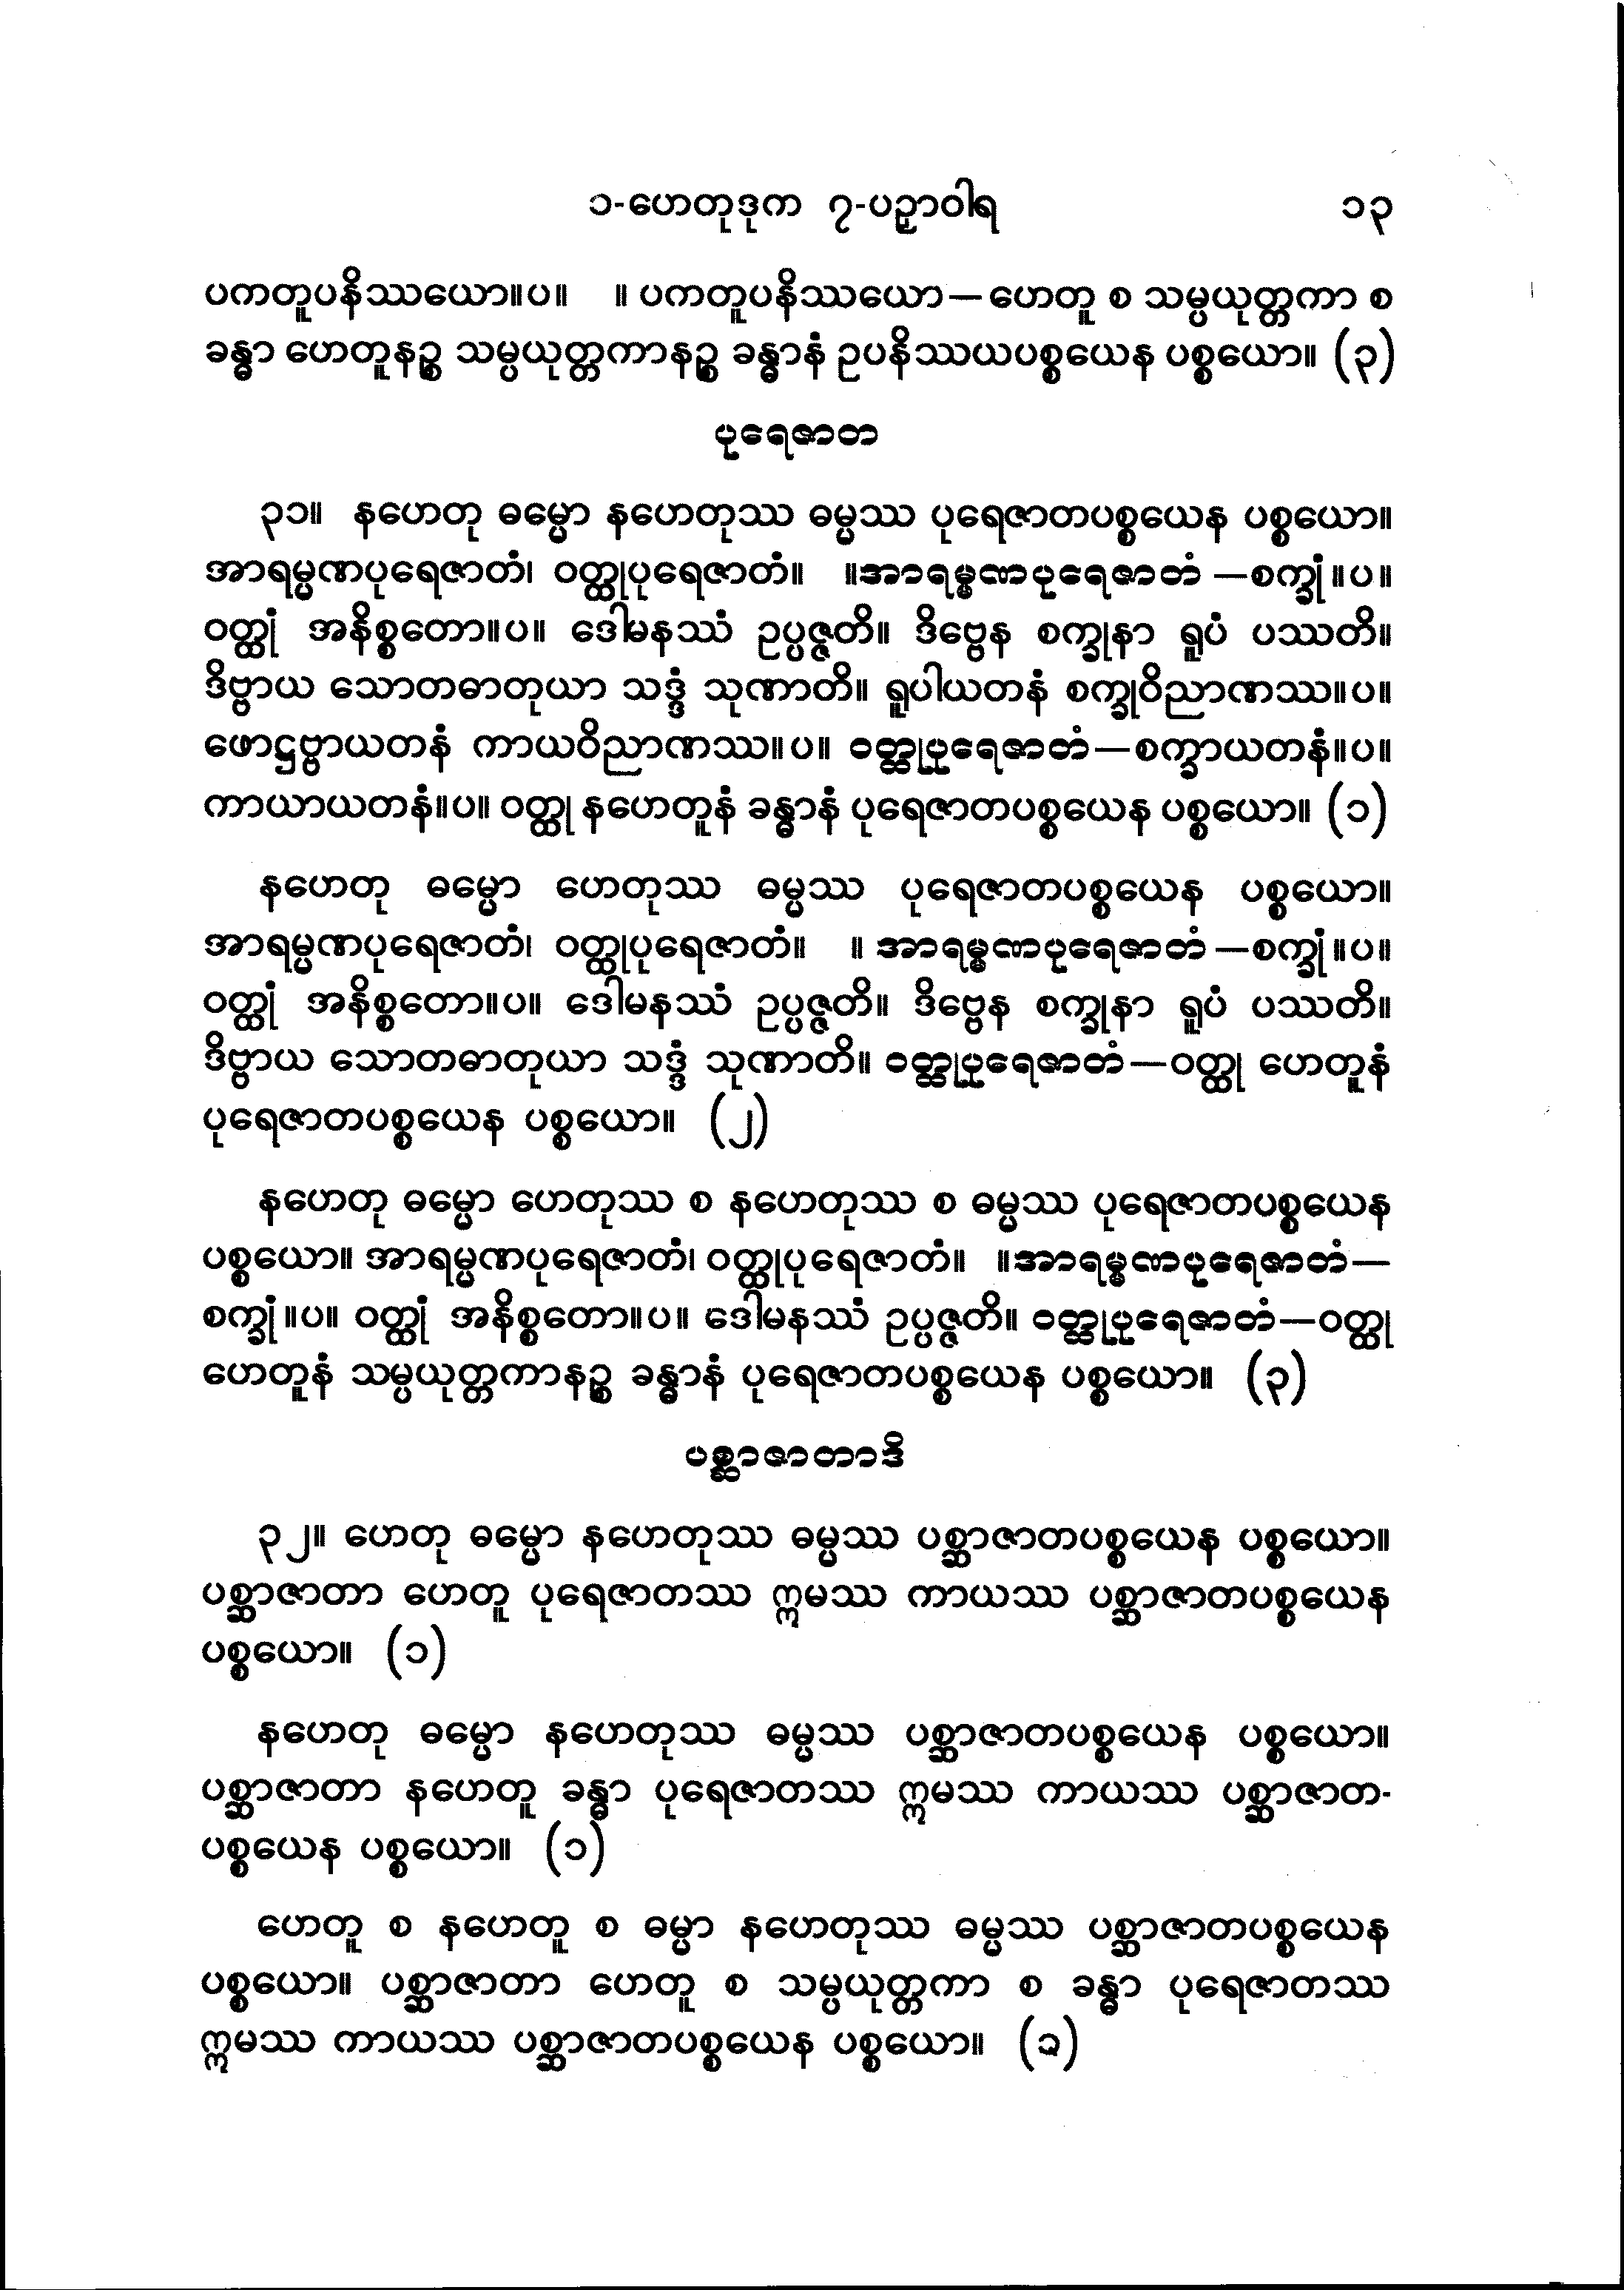 ၁-ဟေတုဒုက ၇-ပဉှာဝါရ ၁၃
ပကတူပနိဿယော။ပ။ ။ ပကတူပနိဿယော—ဟေတူ စ သမ္ပယုတ္တကာ စ
ခန္ဓာ ဟေတူနဉ္စ သမ္ပယုတ္တကာနဉ္စ ခန္ဓာနံ ဥပနိဿယပစ္စယေန ပစ္စယော။ (၃)
ပုရေဇာတ
၃၁။ နဟေတု ဓမ္မော နဟေတုဿ ဓမ္မဿ ပုရေဇာတပစ္စယေန ပစ္စယော။
အာရမ္မဏပုရေဇာတံ၊ ဝတ္ထုပုရေဇာတံ။ ။အာရမ္မဏပုရေဇာတံ —စက္ခုံ။ပ။
ဝတ္ထုံ အနိစ္စတော။ပ။ ဒေါမနဿံ ဥပ္ပဇ္ဇတိ။ ဒိဗ္ဗေန စက္ခုနာ ရူပံ ပဿတိ။
ဒိဗ္ဗာယ သောတဓာတုယာ သဒ္ဒံ သုဏာတိ။ ရူပါယတနံ စက္ခုဝိညာဏဿ။ပ။
ဖောဋ္ဌဗ္ဗာယတနံ ကာယဝိညာဏဿ။ပ။ ဝတ္ထုပုရေဇာတံ—စက္ခာယတနံ။ပ။
ကာယာယတနံ။ပ။ ဝတ္ထု နဟေတူနံ ခန္ဓာနံ ပုရေဇာတပစ္စယေန ပစ္စယော။ (၁)
နဟေတု ဓမ္မော ဟေတုဿ ဓမ္မဿ ပုရေဇာတပစ္စယေန ပစ္စယော။
အာရမ္မဏပုရေဇာတံ၊ ဝတ္ထုပုရေဇာတံ။ ။ အာရမ္မဏပုရေဇာတံ —စက္ခုံ။ပ။
ဝတ္ထုံ အနိစ္စတော။ပ။ ဒေါမနဿံ ဥပ္ပဇ္ဇတိ။ ဒိဗ္ဗေန စက္ခုနာ ရူပံ ပဿတိ။
ဒိဗ္ဗာယ သောတဓာတုယာ သဒ္ဒံ သုဏာတိ။ ဝတ္ထုပုရေဇာတံ—ဝတ္ထု ဟေတူနံ
ပုရေဇာတပစ္စယေန ပစ္စယော။ (၂)
နဟေတု ဓမ္မော ဟေတုဿ စ နဟေတုဿ စ ဓမ္မဿ ပုရေဇာတပစ္စယေန
ပစ္စယော။ အာရမ္မဏပုရေဇာတံ၊ ဝတ္ထုပုရေဇာတံ။ ။အာရမ္မဏပုရေဇာတံ—
စက္ခုံ။ပ။ ဝတ္ထုံ အနိစ္စတော။ပ။ ဒေါမနဿံ ဥပ္ပဇ္ဇတိ။ ဝတ္ထုပုရေဇာတံ—ဝတ္ထု
ဟေတူနံ သမ္ပယုတ္တကာနဉ္စ ခန္ဓာနံ ပုရေဇာတပစ္စယေန ပစ္စယော။ (၃)
ပစ္ဆာဇာတာဒိ
၃၂။ ဟေတု ဓမ္မော နဟေတုဿ ဓမ္မဿ ပစ္ဆာဇာတပစ္စယေန ပစ္စယော။
ပစ္ဆာဇာတာ ဟေတူ ပုရေဇာတဿ ဣမဿ ကာယဿ ပစ္ဆာဇာတပစ္စယေန
ပစ္စယော။ (၁)
နဟေတု ဓမ္မော နဟေတုဿ ဓမ္မဿ ပစ္ဆာဇာတပစ္စယေန ပစ္စယော။
ပစ္ဆာဇာတာ နဟေတူ ခန္ဓာ ပုရေဇာတဿ ဣမဿ ကာယဿ ပစ္ဆာဇာတ-
ပစ္စယေန ပစ္စယော။ (၁)
ဟေတူ စ နဟေတူ စ ဓမ္မာ နဟေတုဿ ဓမ္မဿ ပစ္ဆာဇာတပစ္စယေန
ပစ္စယော။ ပစ္ဆာဇာတာ ဟေတူ စ သမ္ပယုတ္တကာ စ ခန္ဓာ ပုရေဇာတဿ
ဣမဿ ကာယဿ ပစ္ဆာဇာတပစ္စယေန ပစ္စယော။ (၁)